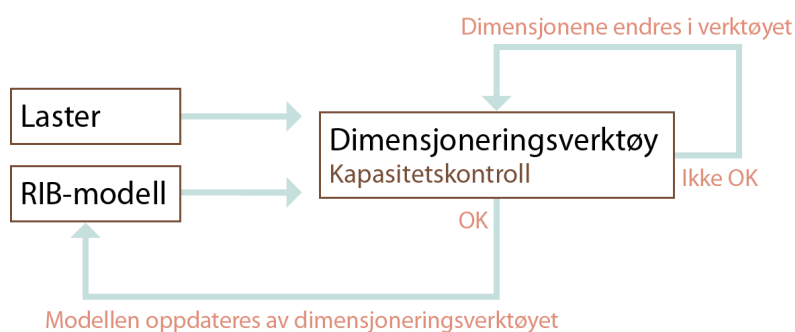 Dimensjonene endres i verktøyet
Laster
Dimensjoneringsverktøy
Kapasitetskontroll
RIB-modell
Ikke OK
OK
Modellen oppdateres av dimensjoneringsverktøyet